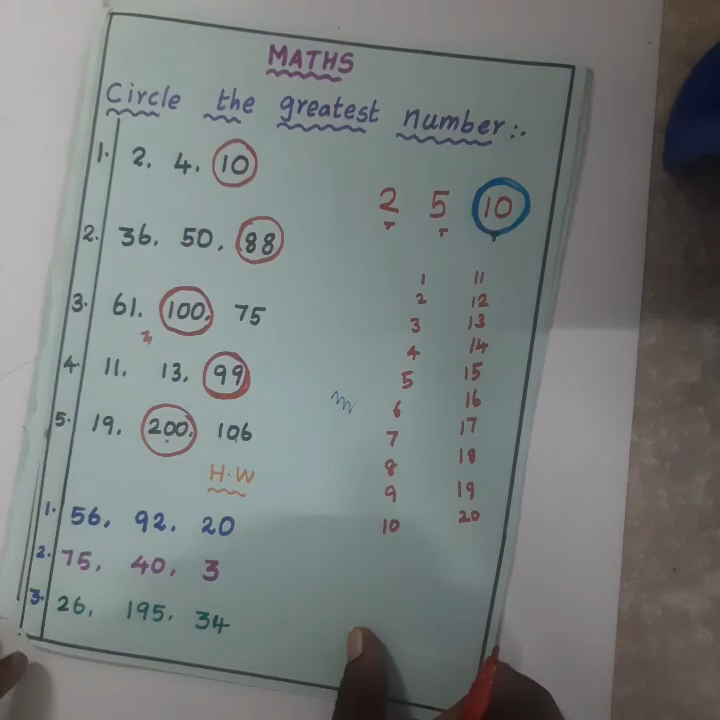 MATHS
Circle the greatest number:-
1. 2. 4. 10
2. 36. 50. 88
3. 61. 100. 75
4. 11. 13. 99
5. 19. 200. 106
H.W
1. 56. 92. 20
2. 75. 40. 3
3. 26. 195. 34
2 5 10
1 11
2 12
3 13
4 14
5 15
6 16
7 17
8 18
9 19
10 20